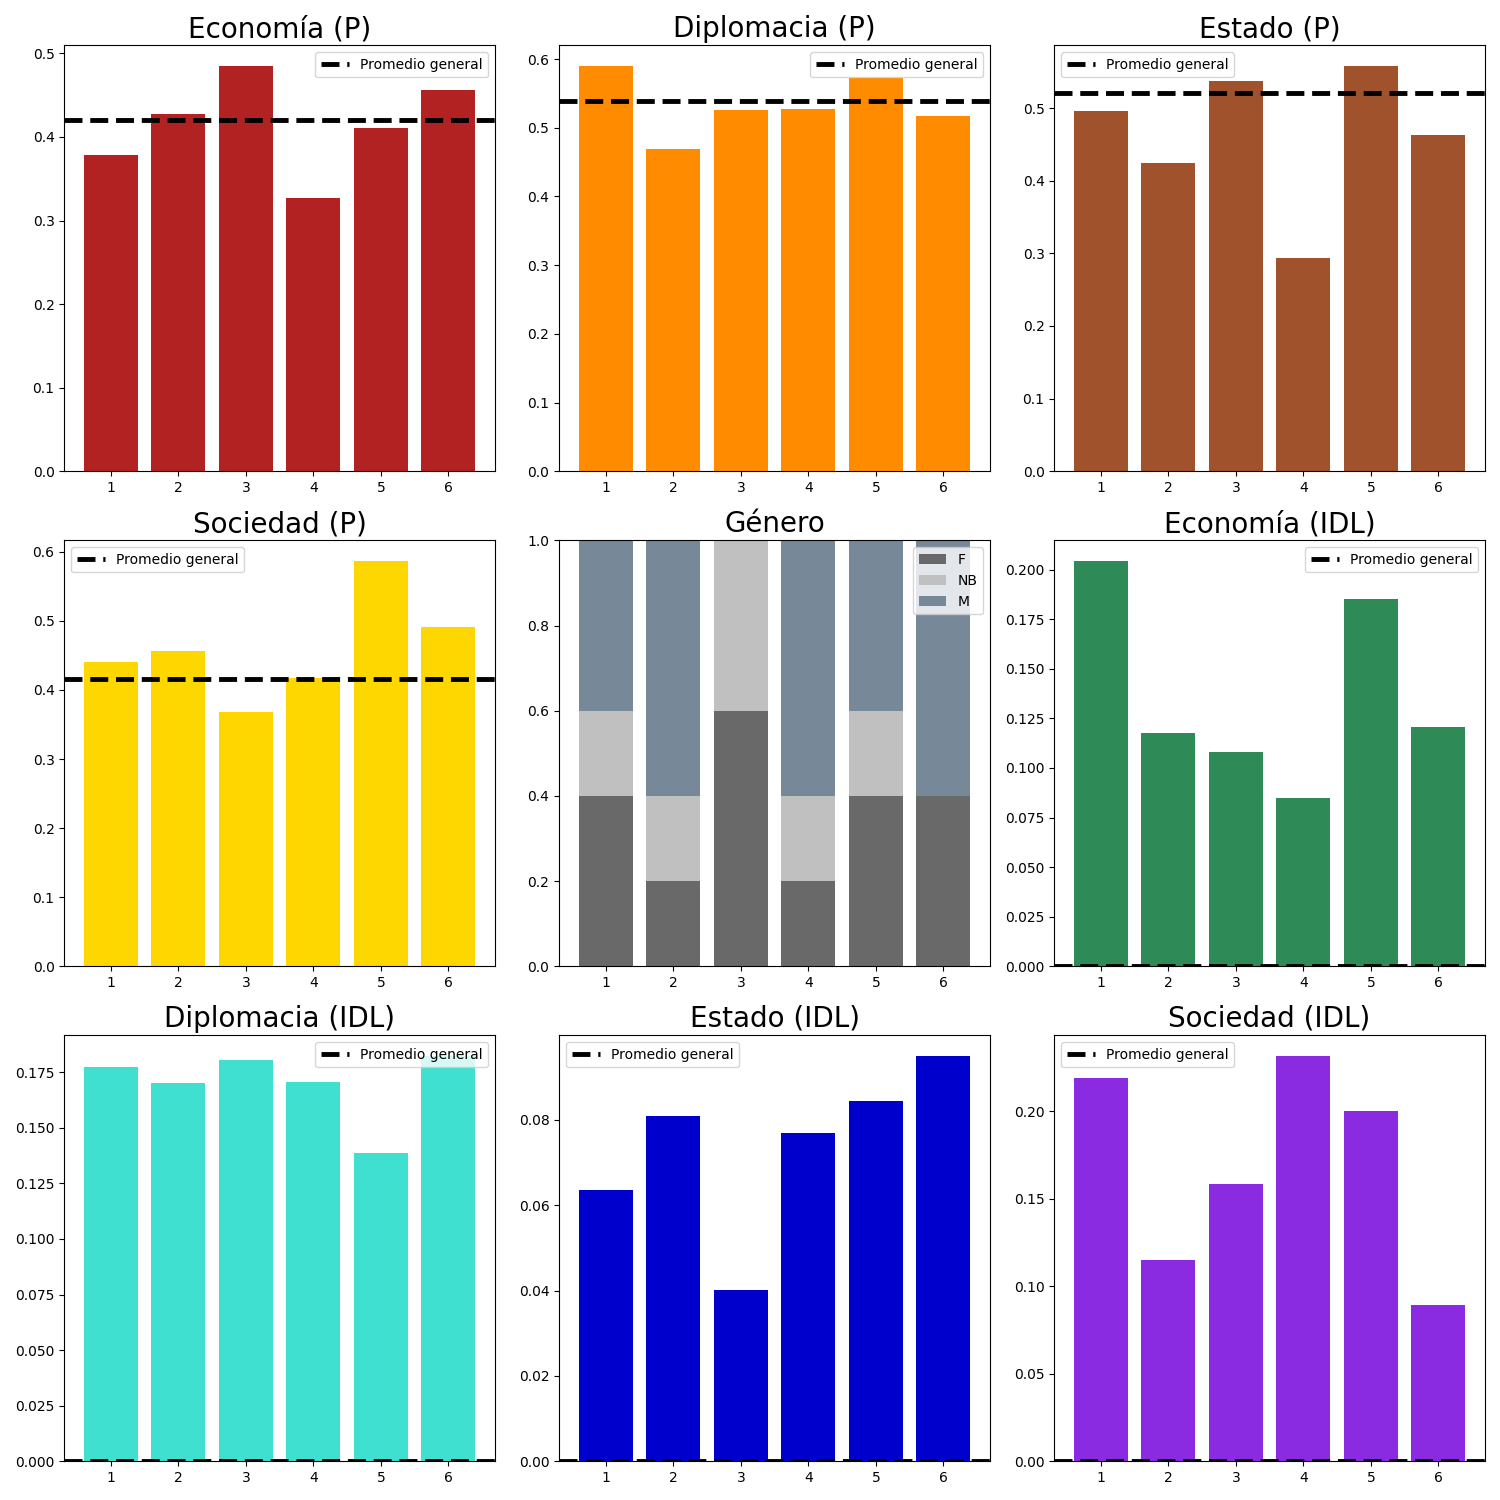 Economía (P)
Promedio general
0.5
0.4
0.3
0.2
0.1
0.0
1 2 3 4 5 6
Diplomacia (P)
Promedio general
0.6
0.5
0.4
0.3
0.2
0.1
0.0
1 2 3 4 5 6
Estado (P)
Promedio general
0.5
0.4
0.3
0.2
0.1
0.0
1 2 3 4 5 6
Sociedad (P)
Promedio general
0.6
0.5
0.4
0.3
0.2
0.1
0.0
1 2 3 4 5 6
Género
F
NB
M
1.0
0.8
0.6
0.4
0.2
0.0
1 2 3 4 5 6
Economía (IDL)
Promedio general
0.200
0.175
0.150
0.125
0.100
0.075
0.050
0.025
0.000
1 2 3 4 5 6
Diplomacia (IDL)
Promedio general
0.175
0.150
0.125
0.100
0.075
0.050
0.025
0.000
1 2 3 4 5 6
Estado (IDL)
Promedio general
0.08
0.06
0.04
0.02
0.00
1 2 3 4 5 6
Sociedad (IDL)
Promedio general
0.20
0.15
0.10
0.05
0.00
1 2 3 4 5 6